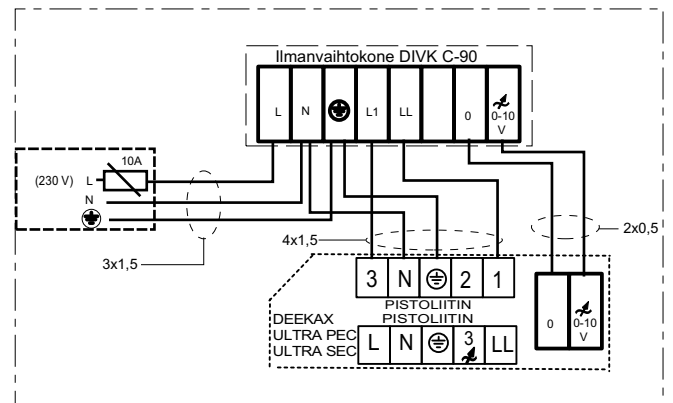 Ilmanvaihtokone DIVK C-90
L N L1 LL 0 0-10
V
10A
(230 V) L
N
3x1,5
4x1,5
2x0,5
3 N 2 1
PISTOLIITIN
DEEKAX PISTOLIITIN
ULTRA PEC
ULTRA SEC
L N 3 LL
0 0-10
V